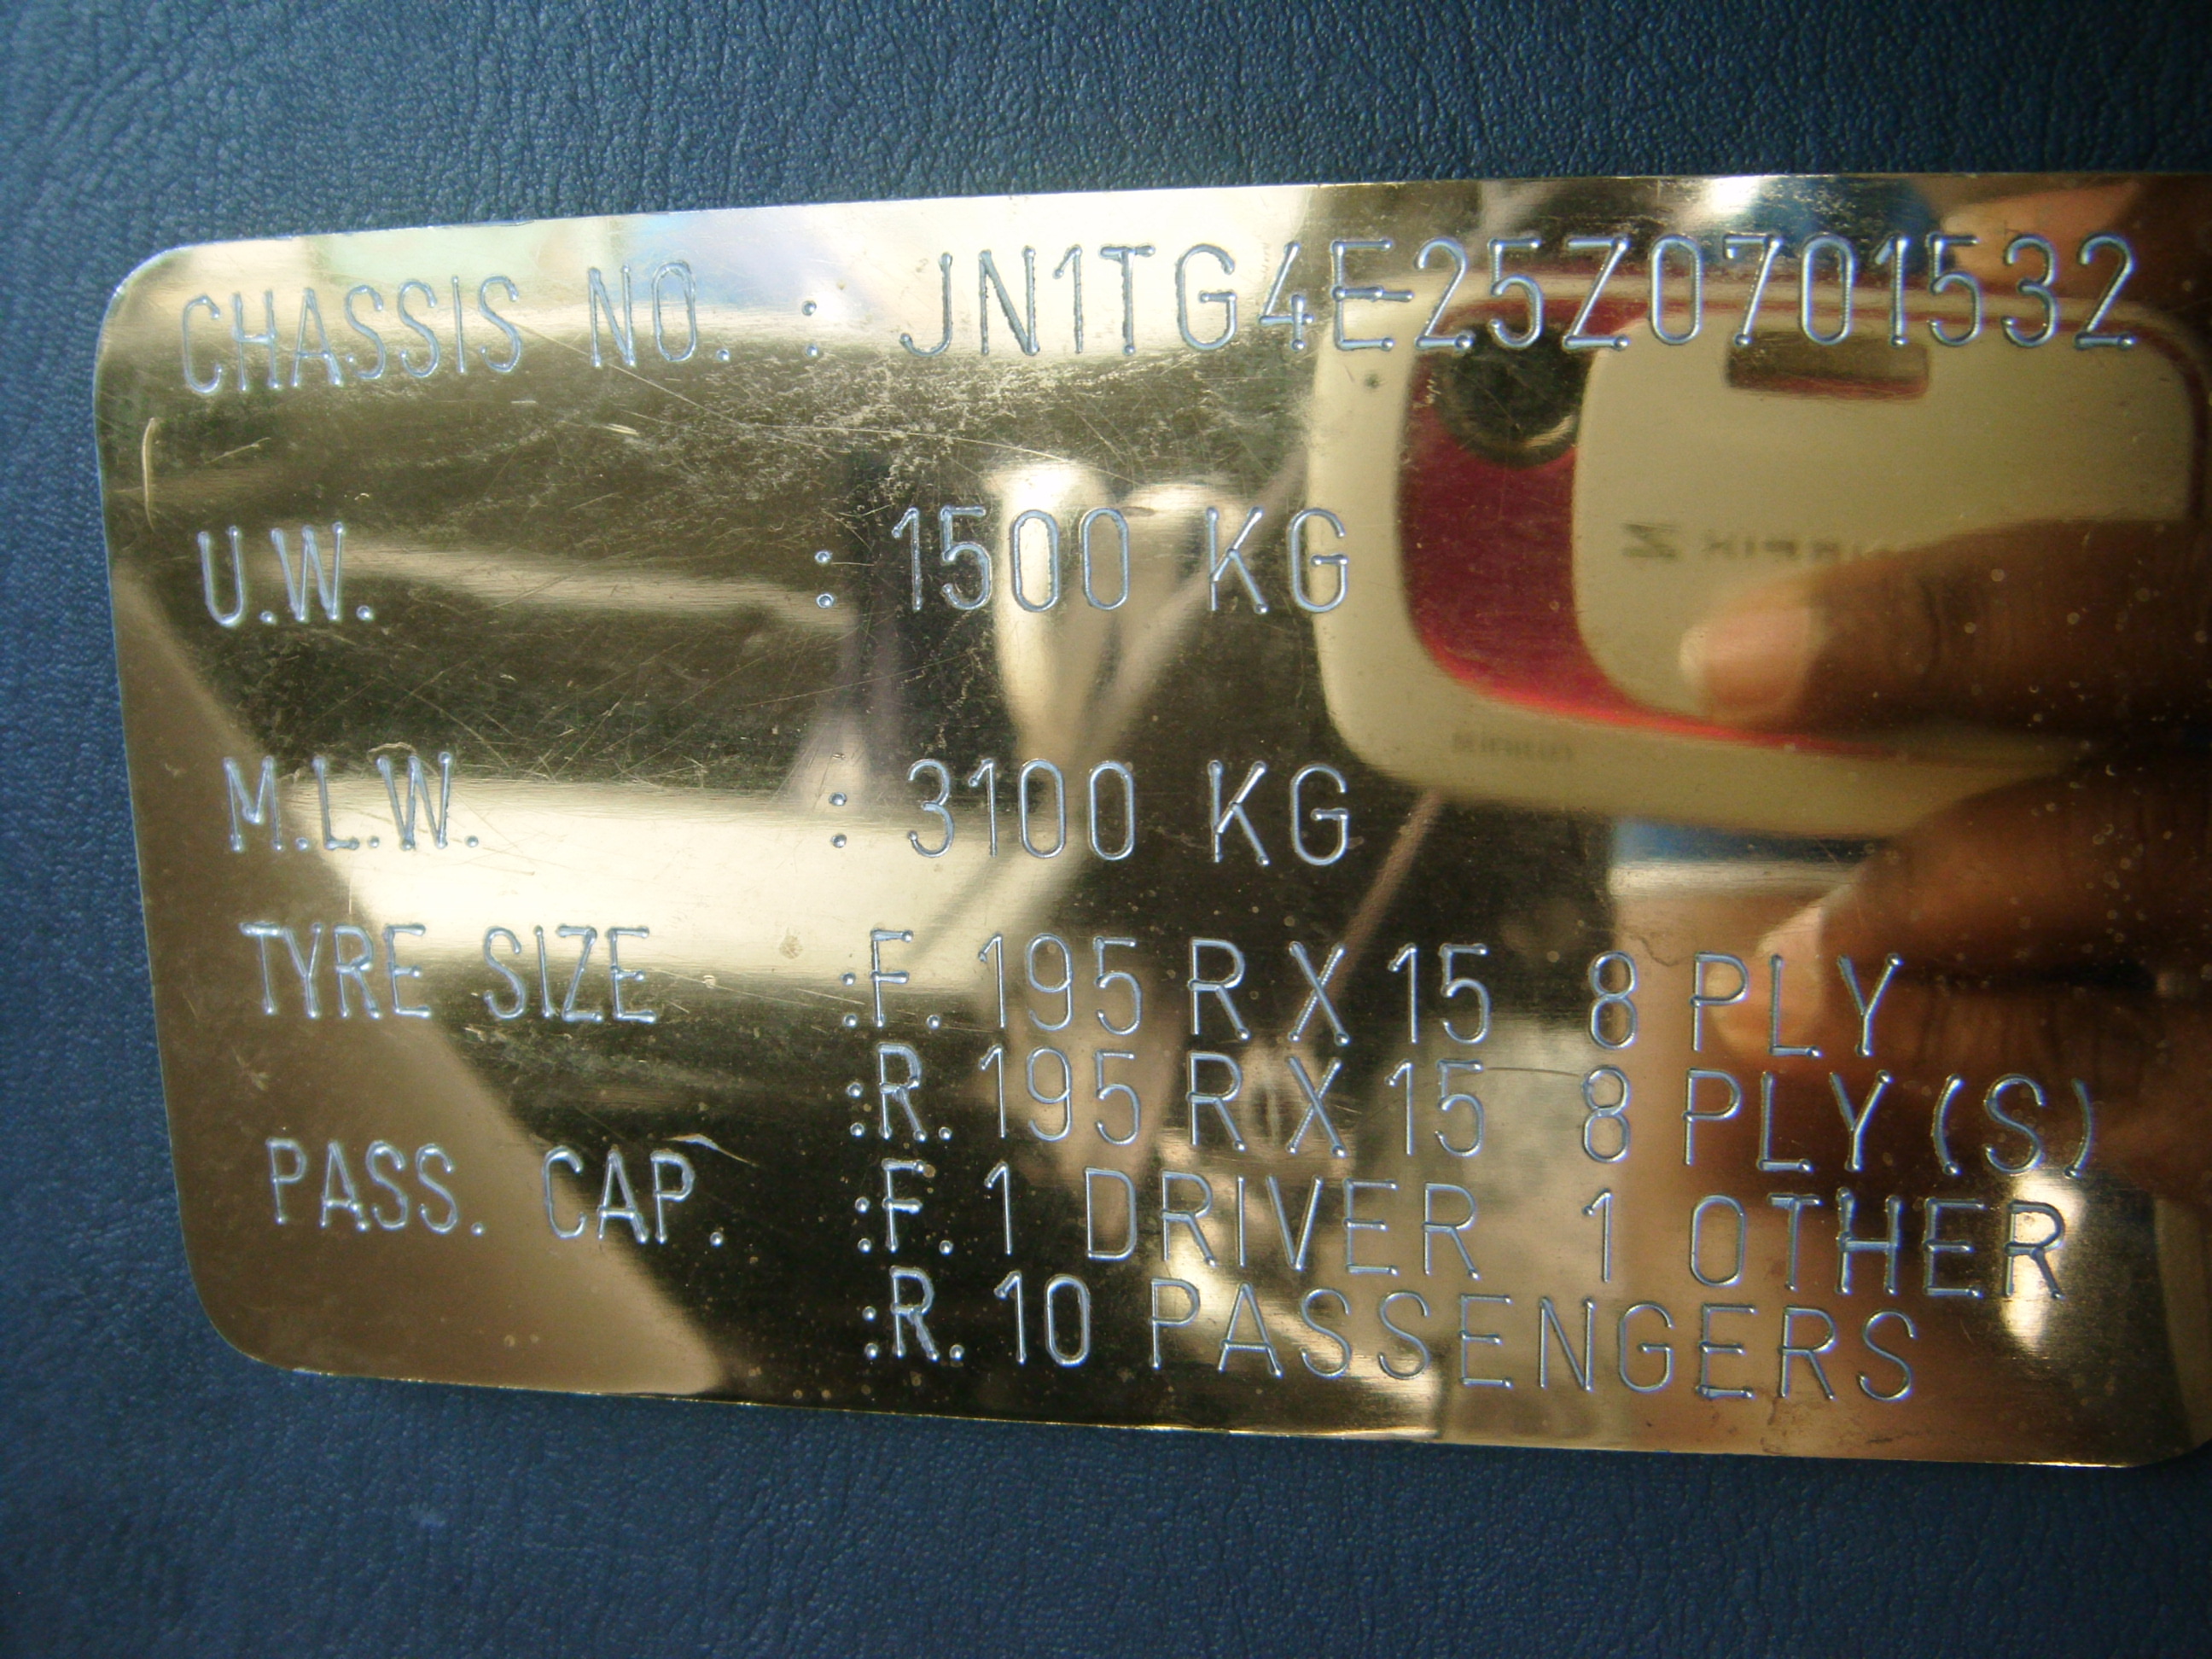 CHASSIS NO. : JN1TG4E25Z0701532
U.W. : 1500 KG
M.L.W. : 3100 KG
TYRE SIZE :F. 195 R X 15 8 PLY
:R. 195 R X 15 8 PLY(S)
PASS. CAP. :F. 1 DRIVER 1 OTHER
:R. 10 PASSENGERS